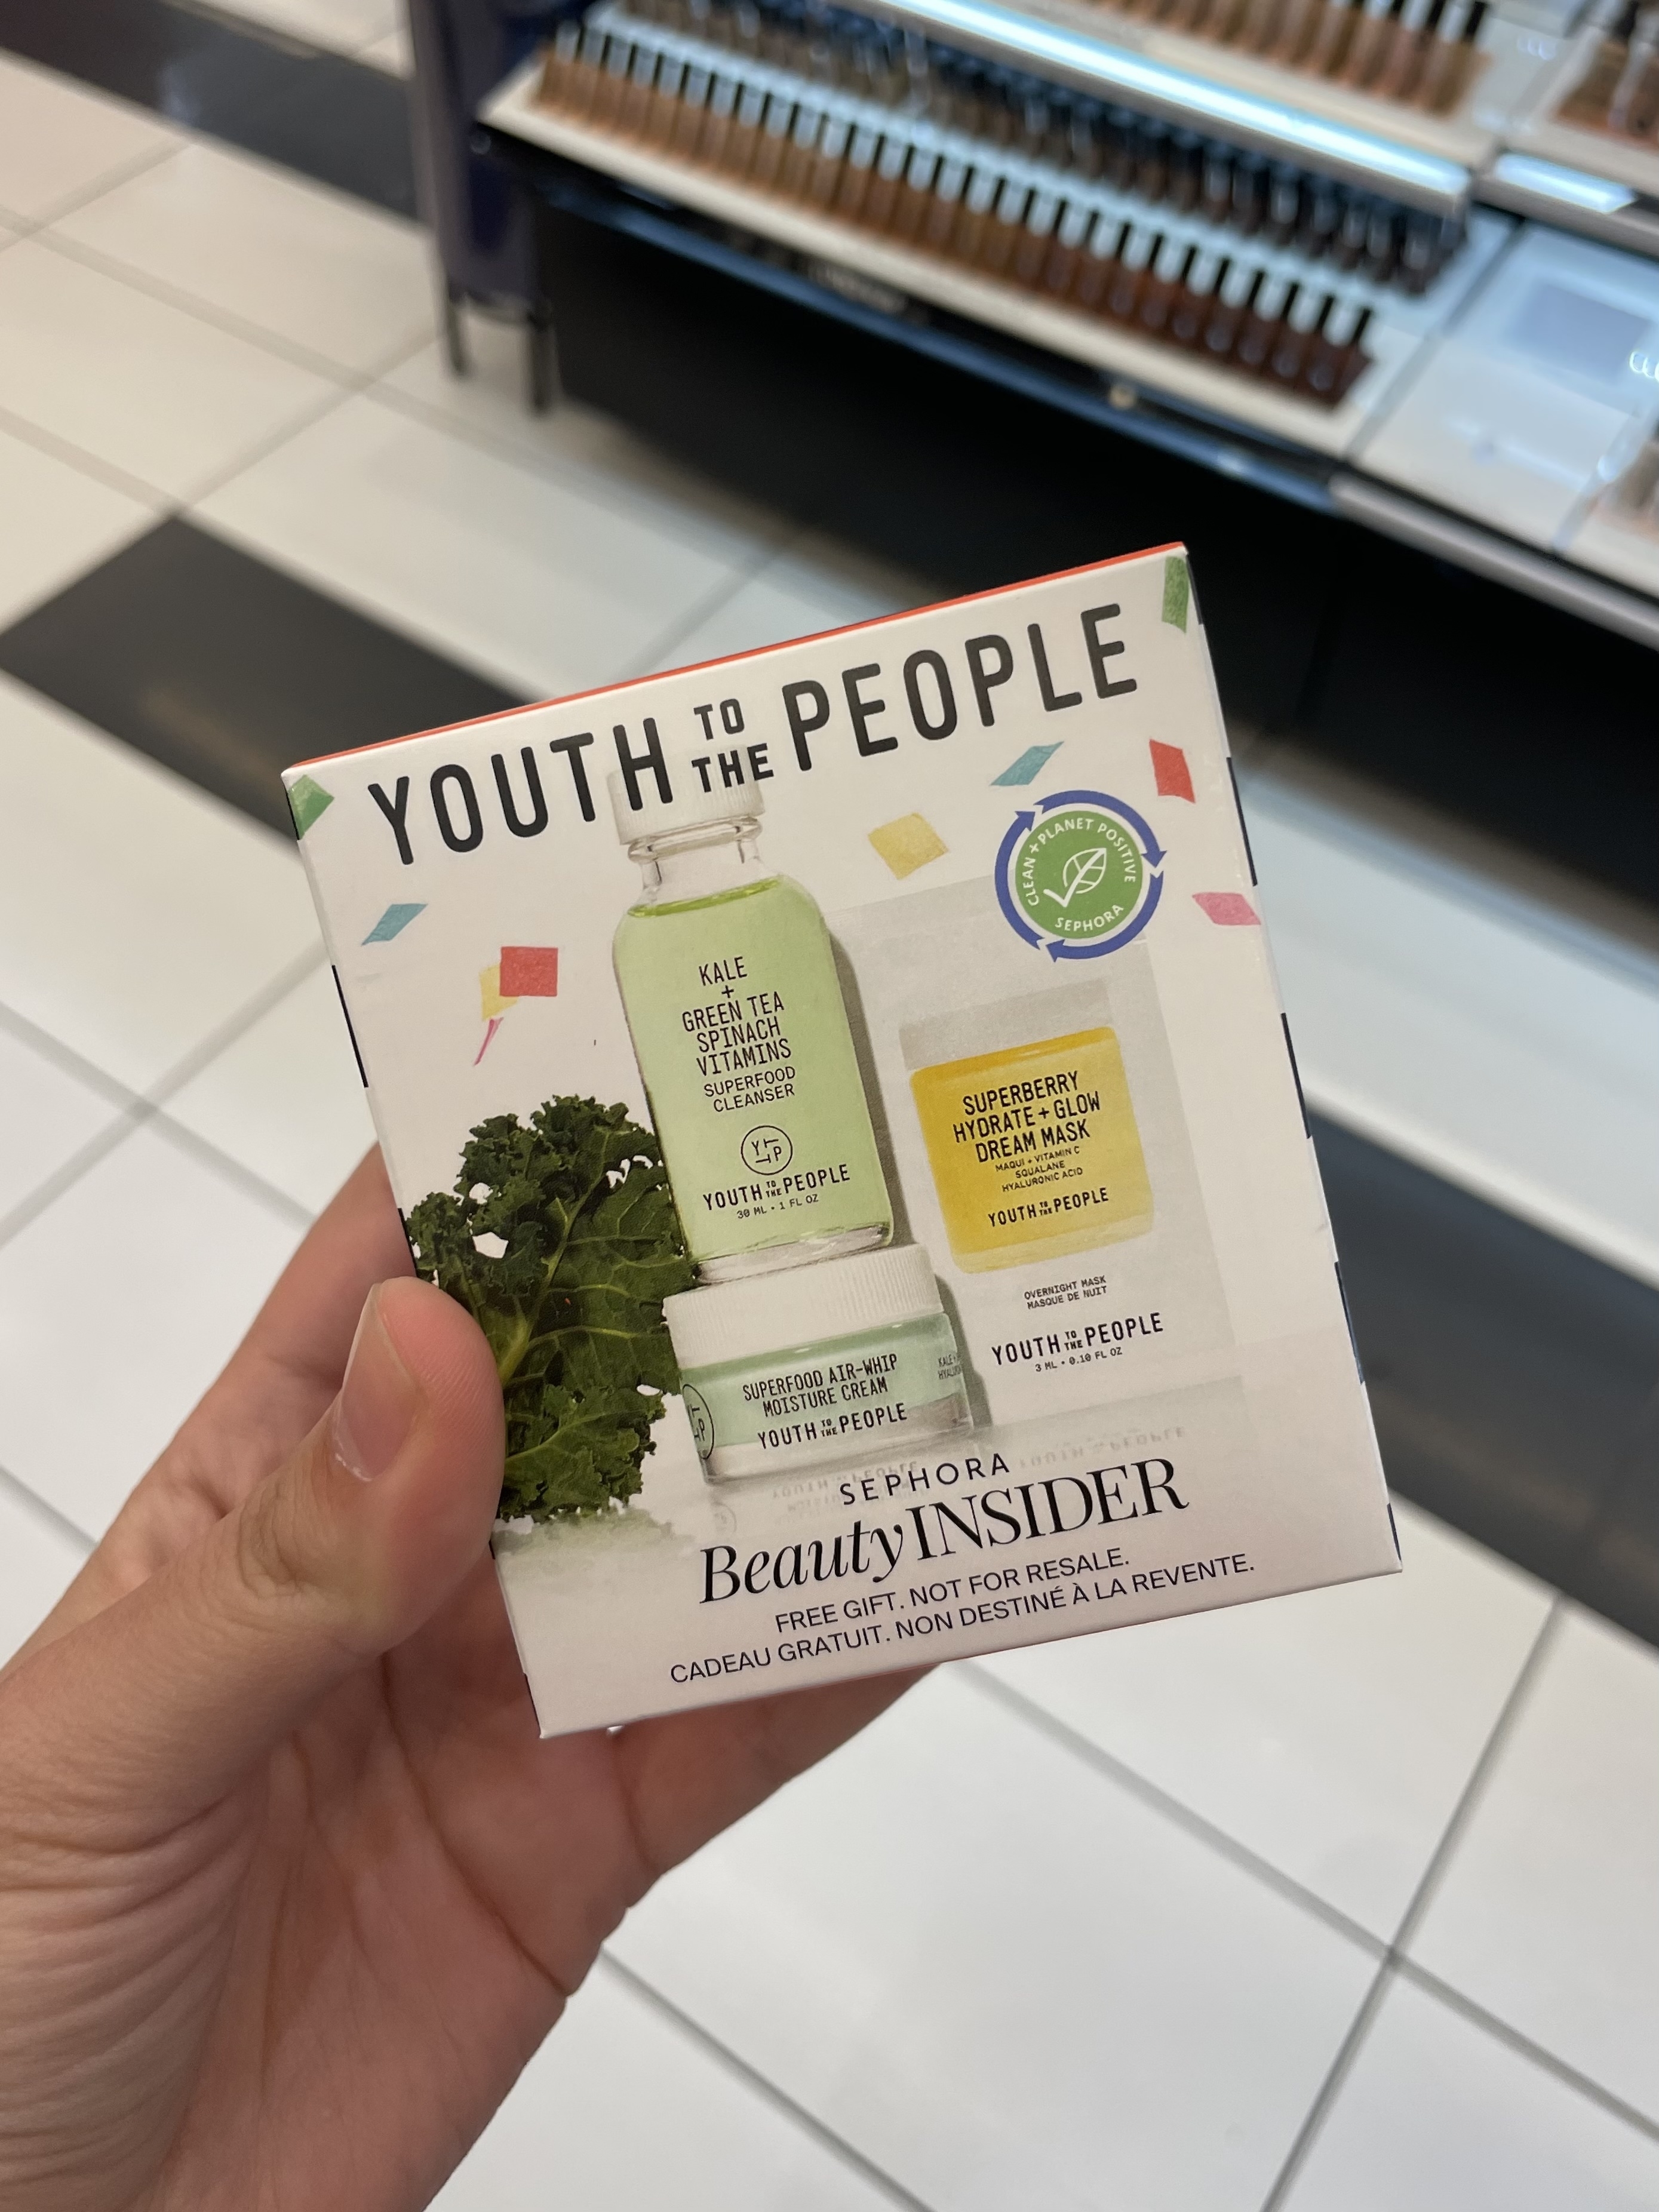 YOUTH TO THE PEOPLE
CLEAN + PLANET POSITIVE
SEPHORA
KALE
+
GREEN TEA
SPINACH
VITAMINS
SUPERFOOD
CLEANSER
YTTP
YOUTH TO THE PEOPLE
30 ML • 1 FL OZ
SUPERBERRY
HYDRATE + GLOW
DREAM MASK
MAQUI + VITAMIN C
SQUALANE
HYALURONIC ACID
YOUTH TO THE PEOPLE
OVERNIGHT MASK
MASQUE DE NUIT
YOUTH TO THE PEOPLE
3 ML • 0.10 FL OZ
SUPERFOOD AIR-WHIP
MOISTURE CREAM
YOUTH TO THE PEOPLE
SEPHORA
Beauty INSIDER
FREE GIFT. NOT FOR RESALE.
CADEAU GRATUIT. NON DESTINÉ À LA REVENTE.